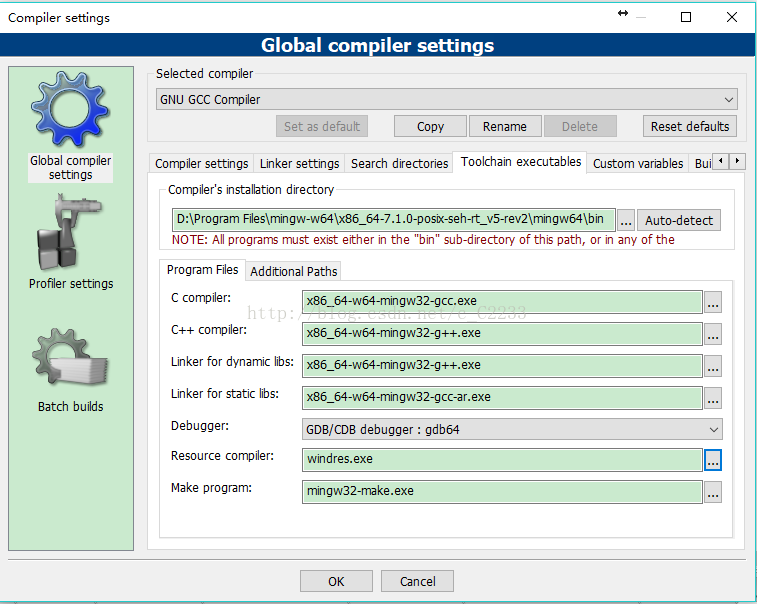 Compiler settings
Global compiler settings
Global compiler
settings
Profiler settings
Batch builds
Selected compiler
GNU GCC Compiler
Set as default
Copy
Rename
Delete
Reset defaults
Compiler settings
Linker settings
Search directories
Toolchain executables
Custom variables
Bui
Compiler's installation directory
D:\Program Files\mingw-w64\x86_64-7.1.0-posix-seh-rt_v5-rev2\mingw64\bin
...
Auto-detect
NOTE: All programs must exist either in the "bin" sub-directory of this path, or in any of the
Program Files
Additional Paths
C compiler:
x86_64-w64-mingw32-gcc.exe
...
http://blog.csdn.net/e_C2233
C++ compiler:
x86_64-w64-mingw32-g++.exe
...
Linker for dynamic libs:
x86_64-w64-mingw32-g++.exe
...
Linker for static libs:
x86_64-w64-mingw32-gcc-ar.exe
...
Debugger:
GDB/CDB debugger : gdb64
Resource compiler:
windres.exe
...
Make program:
mingw32-make.exe
...
OK
Cancel